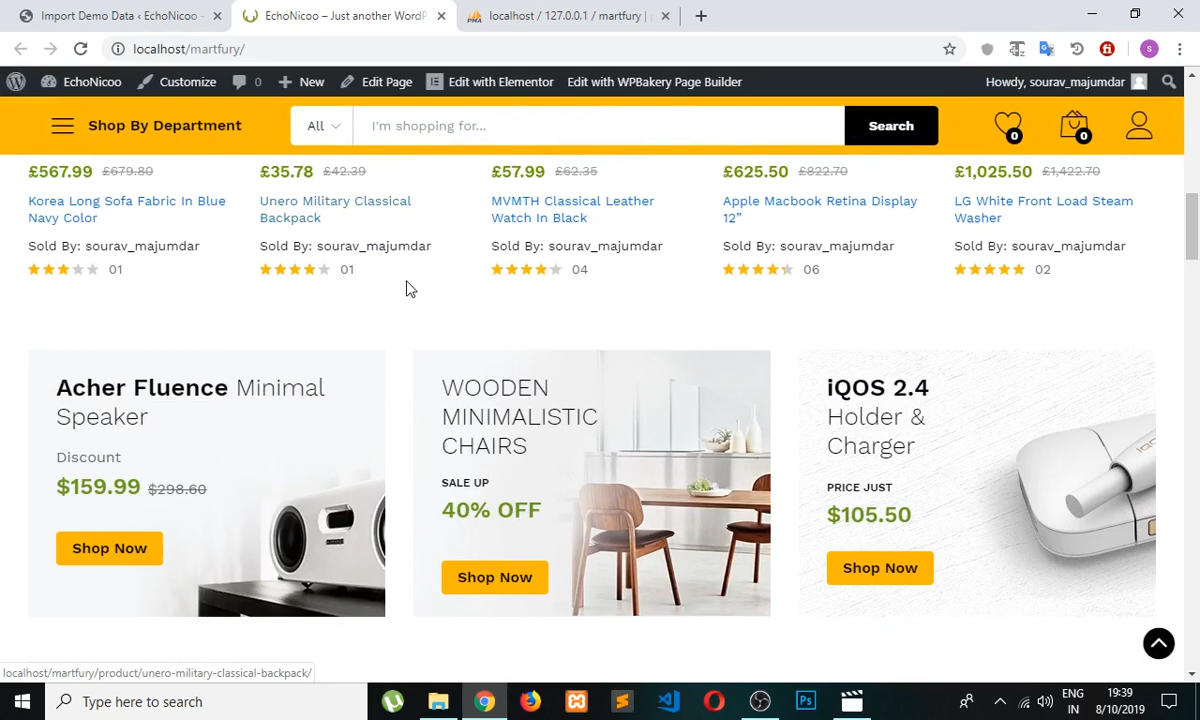 Import Demo Data ‹ EchoNicoo -
EchoNicoo – Just another WordP
localhost / 127.0.0.1 / martfury |
localhost/martfury/
EchoNicoo Customize 0 New Edit Page Edit with Elementor Edit with WPBakery Page Builder Howdy, sourav_majumdar
Shop By Department All I'm shopping for... Search 0 0
£567.99 £679.80 £35.78 £42.39 £57.99 £62.35 £625.50 £822.70 £1,025.50 £1,422.70
Korea Long Sofa Fabric In Blue Navy Color
Unero Military Classical Backpack
MVMTH Classical Leather Watch In Black
Apple Macbook Retina Display 12”
LG White Front Load Steam Washer
Sold By: sourav_majumdar Sold By: sourav_majumdar Sold By: sourav_majumdar Sold By: sourav_majumdar Sold By: sourav_majumdar
01 01 04 06 02
Acher Fluence Minimal
Speaker
Discount
$159.99 $298.60
Shop Now
WOODEN
MINIMALISTIC
CHAIRS
SALE UP
40% OFF
Shop Now
iQOS 2.4
Holder &
Charger
PRICE JUST
$105.50
Shop Now
localhost/martfury/product/unero-military-classical-backpack/
Type here to search
ENG
IN
19:39
8/10/2019